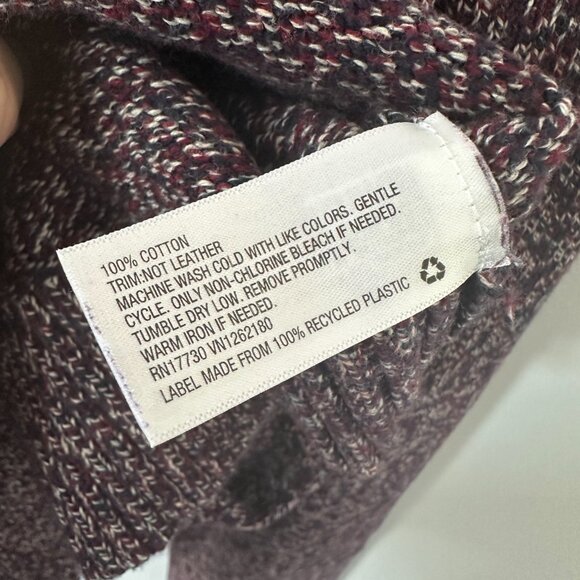 100% COTTON
TRIM:NOT LEATHER
MACHINE WASH COLD WITH LIKE COLORS. GENTLE
CYCLE. ONLY NON-CHLORINE BLEACH IF NEEDED.
TUMBLE DRY LOW. REMOVE PROMPTLY.
WARM IRON IF NEEDED.
RN17730 VN1262180
LABEL MADE FROM 100% RECYCLED PLASTIC